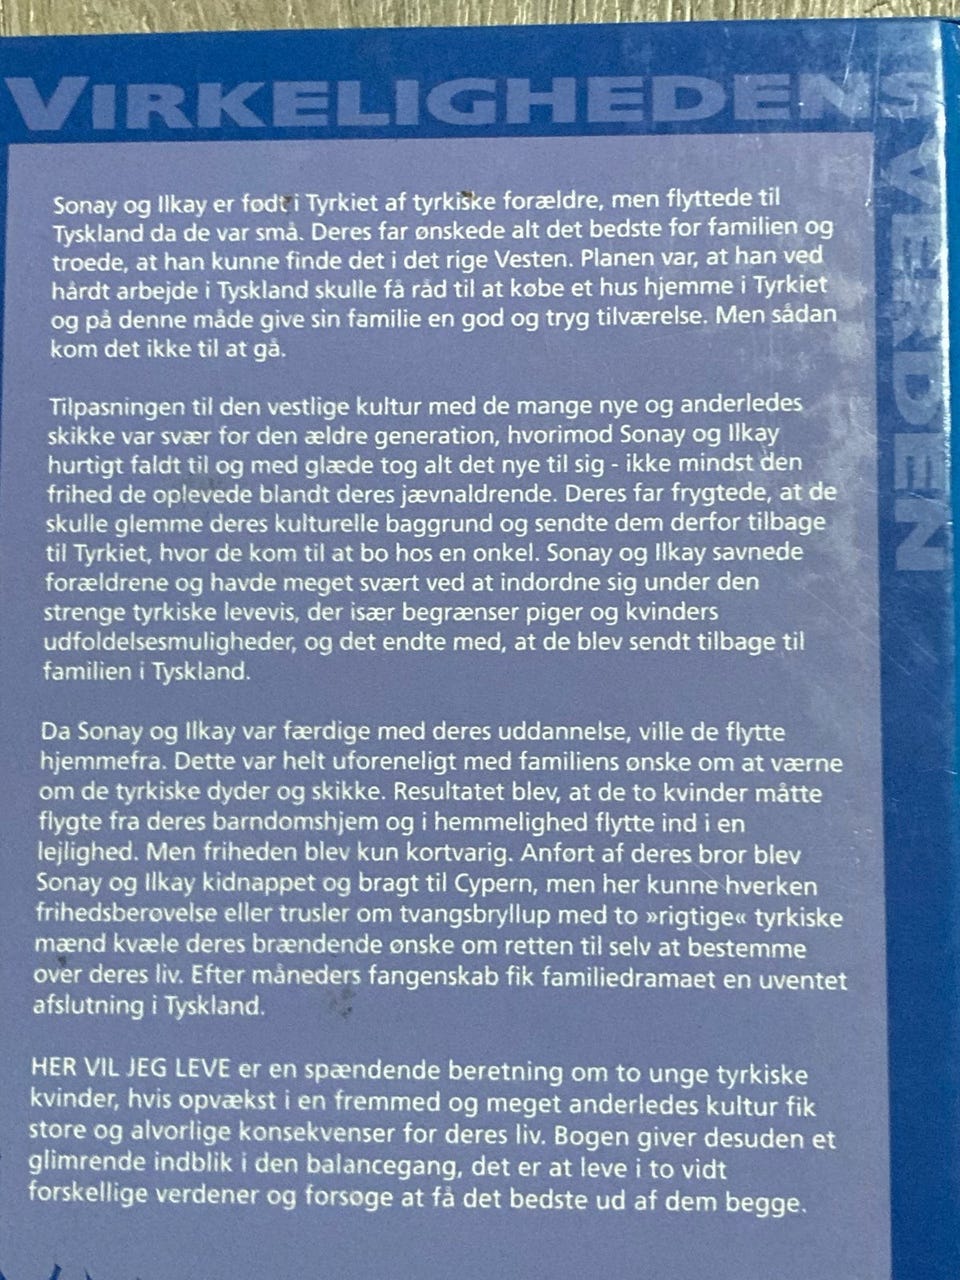 VIRKELIGHEDENS
VERDEN
Sonay og Ilkay er født i Tyrkiet af tyrkiske forældre, men flyttede til
Tyskland da de var små. Deres far ønskede alt det bedste for familien og
troede, at han kunne finde det i det rige Vesten. Planen var, at han ved
hårdt arbejde i Tyskland skulle få råd til at købe et hus hjemme i Tyrkiet
og på denne måde give sin familie en god og tryg tilværelse. Men sådan
kom det ikke til at gå.
Tilpasningen til den vestlige kultur med de mange nye og anderledes
skikke var svær for den ældre generation, hvorimod Sonay og Ilkay
hurtigt faldt til og med glæde tog alt det nye til sig - ikke mindst den
frihed de oplevede blandt deres jævnaldrende. Deres far frygtede, at de
skulle glemme deres kulturelle baggrund og sendte dem derfor tilbage
til Tyrkiet, hvor de kom til at bo hos en onkel. Sonay og Ilkay savnede
forældrene og havde meget svært ved at indordne sig under den
strenge tyrkiske levevis, der især begrænser piger og kvinders
udfoldelsesmuligheder, og det endte med, at de blev sendt tilbage til
familien i Tyskland.
Da Sonay og Ilkay var færdige med deres uddannelse, ville de flytte
hjemmefra. Dette var helt uforeneligt med familiens ønske om at værne
om de tyrkiske dyder og skikke. Resultatet blev, at de to kvinder måtte
flygte fra deres barndomshjem og i hemmelighed flytte ind i en
lejlighed. Men friheden blev kun kortvarig. Anført af deres bror blev
Sonay og Ilkay kidnappet og bragt til Cypern, men her kunne hverken
frihedsberøvelse eller trusler om tvangsbryllup med to »rigtige« tyrkiske
mænd kvæle deres brændende ønske om retten til selv at bestemme
over deres liv. Efter måneders fangenskab fik familiedramaet en uventet
afslutning i Tyskland.
HER VIL JEG LEVE er en spændende beretning om to unge tyrkiske
kvinder, hvis opvækst i en fremmed og meget anderledes kultur fik
store og alvorlige konsekvenser for deres liv. Bogen giver desuden et
glimrende indblik i den balancegang, det er at leve i to vidt
forskellige verdener og forsøge at få det bedste ud af dem begge.